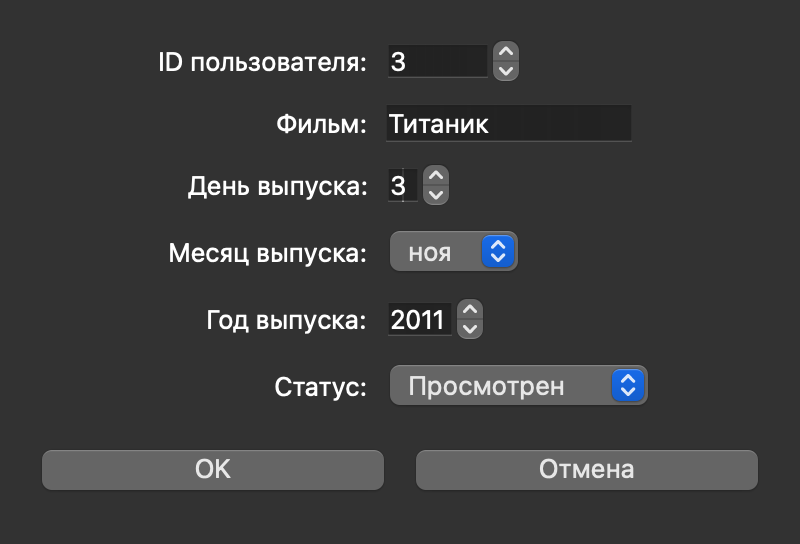 ID пользователя: 3
Фильм: Титаник
День выпуска: 3
Месяц выпуска: ноя
Год выпуска: 2011
Статус: Просмотрен
OK Отмена